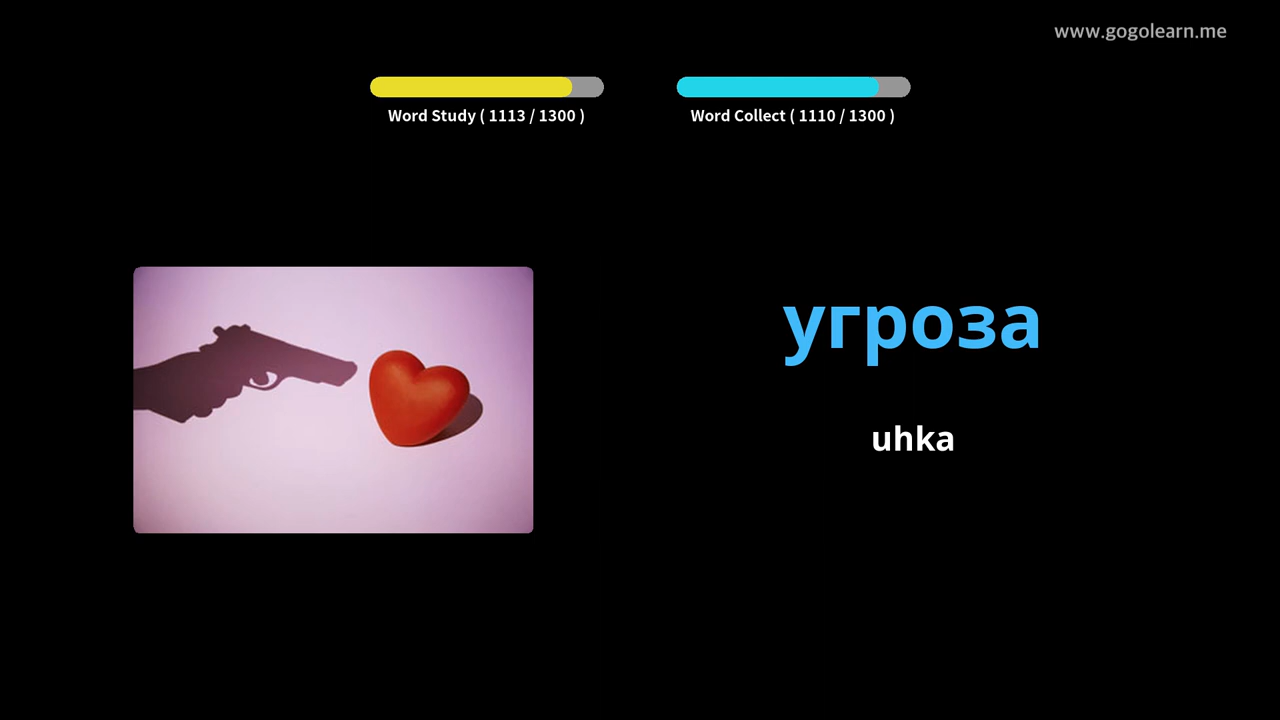 www.gogolearn.me
Word Study ( 1113 / 1300 )
Word Collect ( 1110 / 1300 )
угроза
uhka